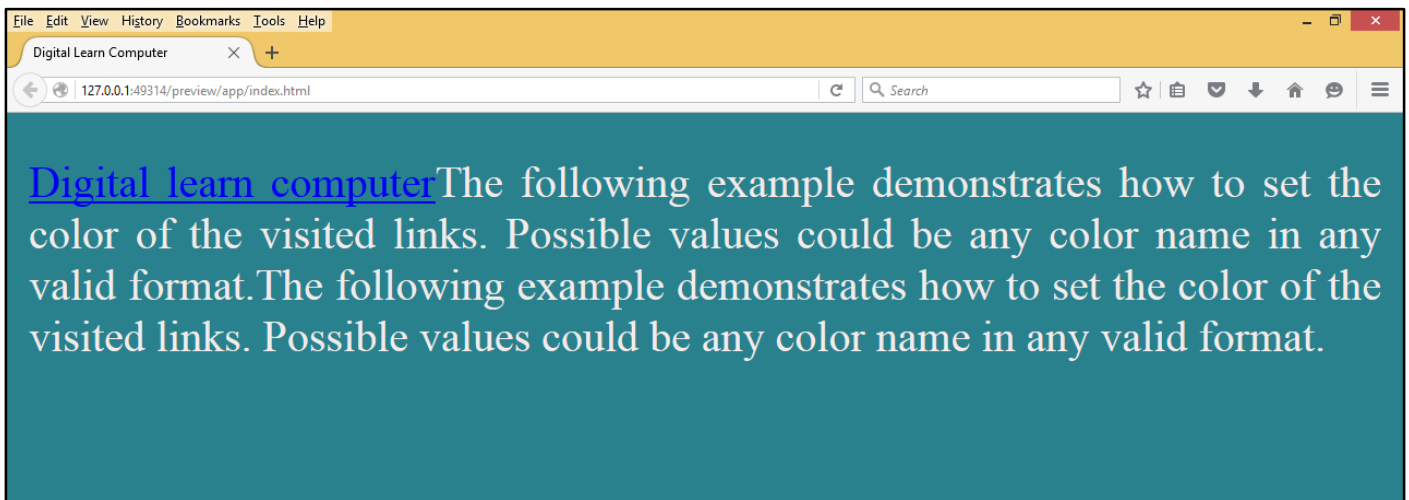 File Edit View History Bookmarks Tools Help
Digital Learn Computer
127.0.0.1:49314/preview/app/index.html Search
Digital learn computerThe following example demonstrates how to set the
color of the visited links. Possible values could be any color name in any
valid format.The following example demonstrates how to set the color of the
visited links. Possible values could be any color name in any valid format.